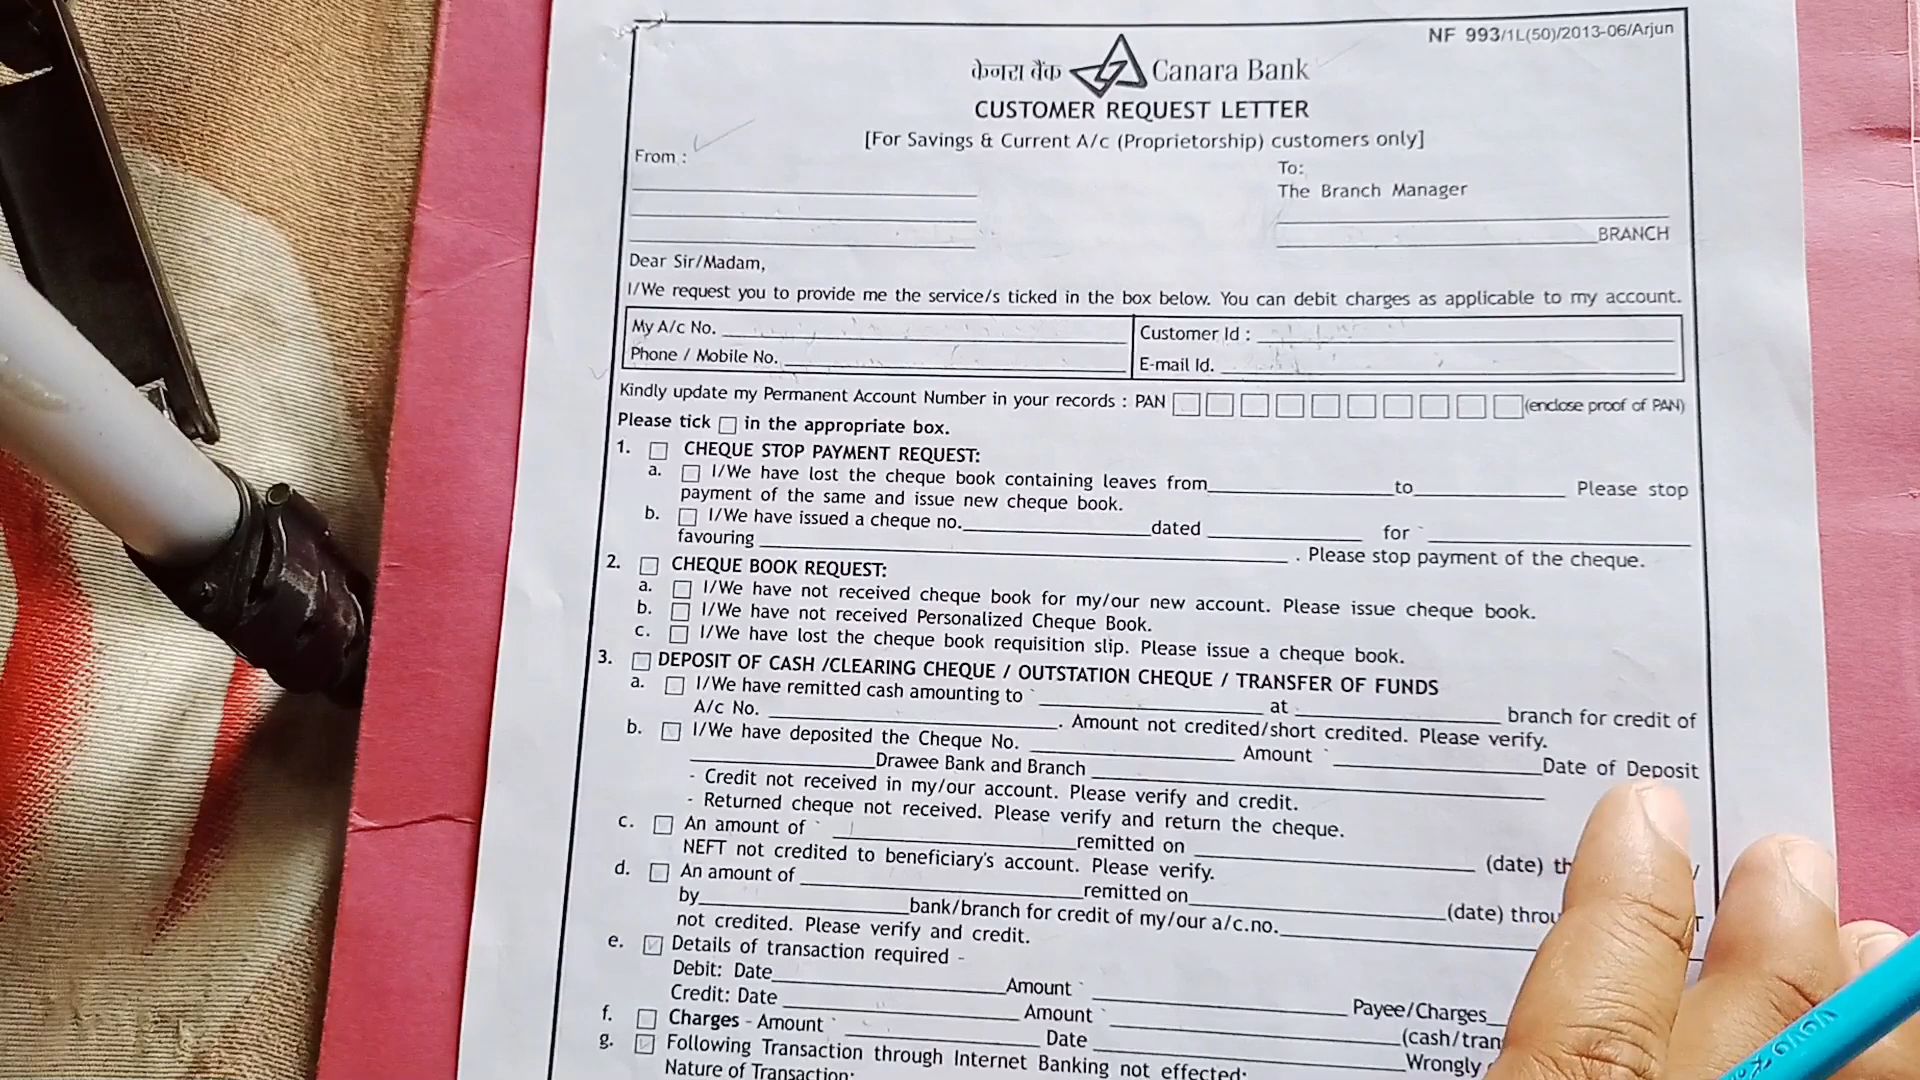 NF 993/1L(50)/2013-06/Arjun
केनरा बैंक Canara Bank
CUSTOMER REQUEST LETTER
[For Savings & Current A/c (Proprietorship) customers only]
From :
To:
The Branch Manager
BRANCH
Dear Sir/Madam,
I/We request you to provide me the service/s ticked in the box below. You can debit charges as applicable to my account.
My A/c No. Customer Id :
Phone / Mobile No. E-mail Id.
Kindly update my Permanent Account Number in your records : PAN (enclose proof of PAN)
Please tick in the appropriate box.
1. CHEQUE STOP PAYMENT REQUEST:
a. I/We have lost the cheque book containing leaves from to Please stop
payment of the same and issue new cheque book.
b. I/We have issued a cheque no. dated for `
favouring . Please stop payment of the cheque.
2. CHEQUE BOOK REQUEST:
a. I/We have not received cheque book for my/our new account. Please issue cheque book.
b. I/We have not received Personalized Cheque Book.
c. I/We have lost the cheque book requisition slip. Please issue a cheque book.
3. DEPOSIT OF CASH /CLEARING CHEQUE / OUTSTATION CHEQUE / TRANSFER OF FUNDS
a. I/We have remitted cash amounting to ` at branch for credit of
A/c No. . Amount not credited/short credited. Please verify.
b. I/We have deposited the Cheque No. Amount ` Date of Deposit
Drawee Bank and Branch
- Credit not received in my/our account. Please verify and credit.
- Returned cheque not received. Please verify and return the cheque.
c. An amount of ` remitted on (date)
NEFT not credited to beneficiary's account. Please verify.
d. An amount of remitted on (date)
by bank/branch for credit of my/our a/c.no.
not credited. Please verify and credit.
e. Details of transaction required -
Debit: Date Amount ` Payee/Charges
Credit: Date Amount ` (cash/tran
f. Charges - Amount ` Date Wrongly
g. Following Transaction through Internet Banking not effected:
Nature of Transaction: